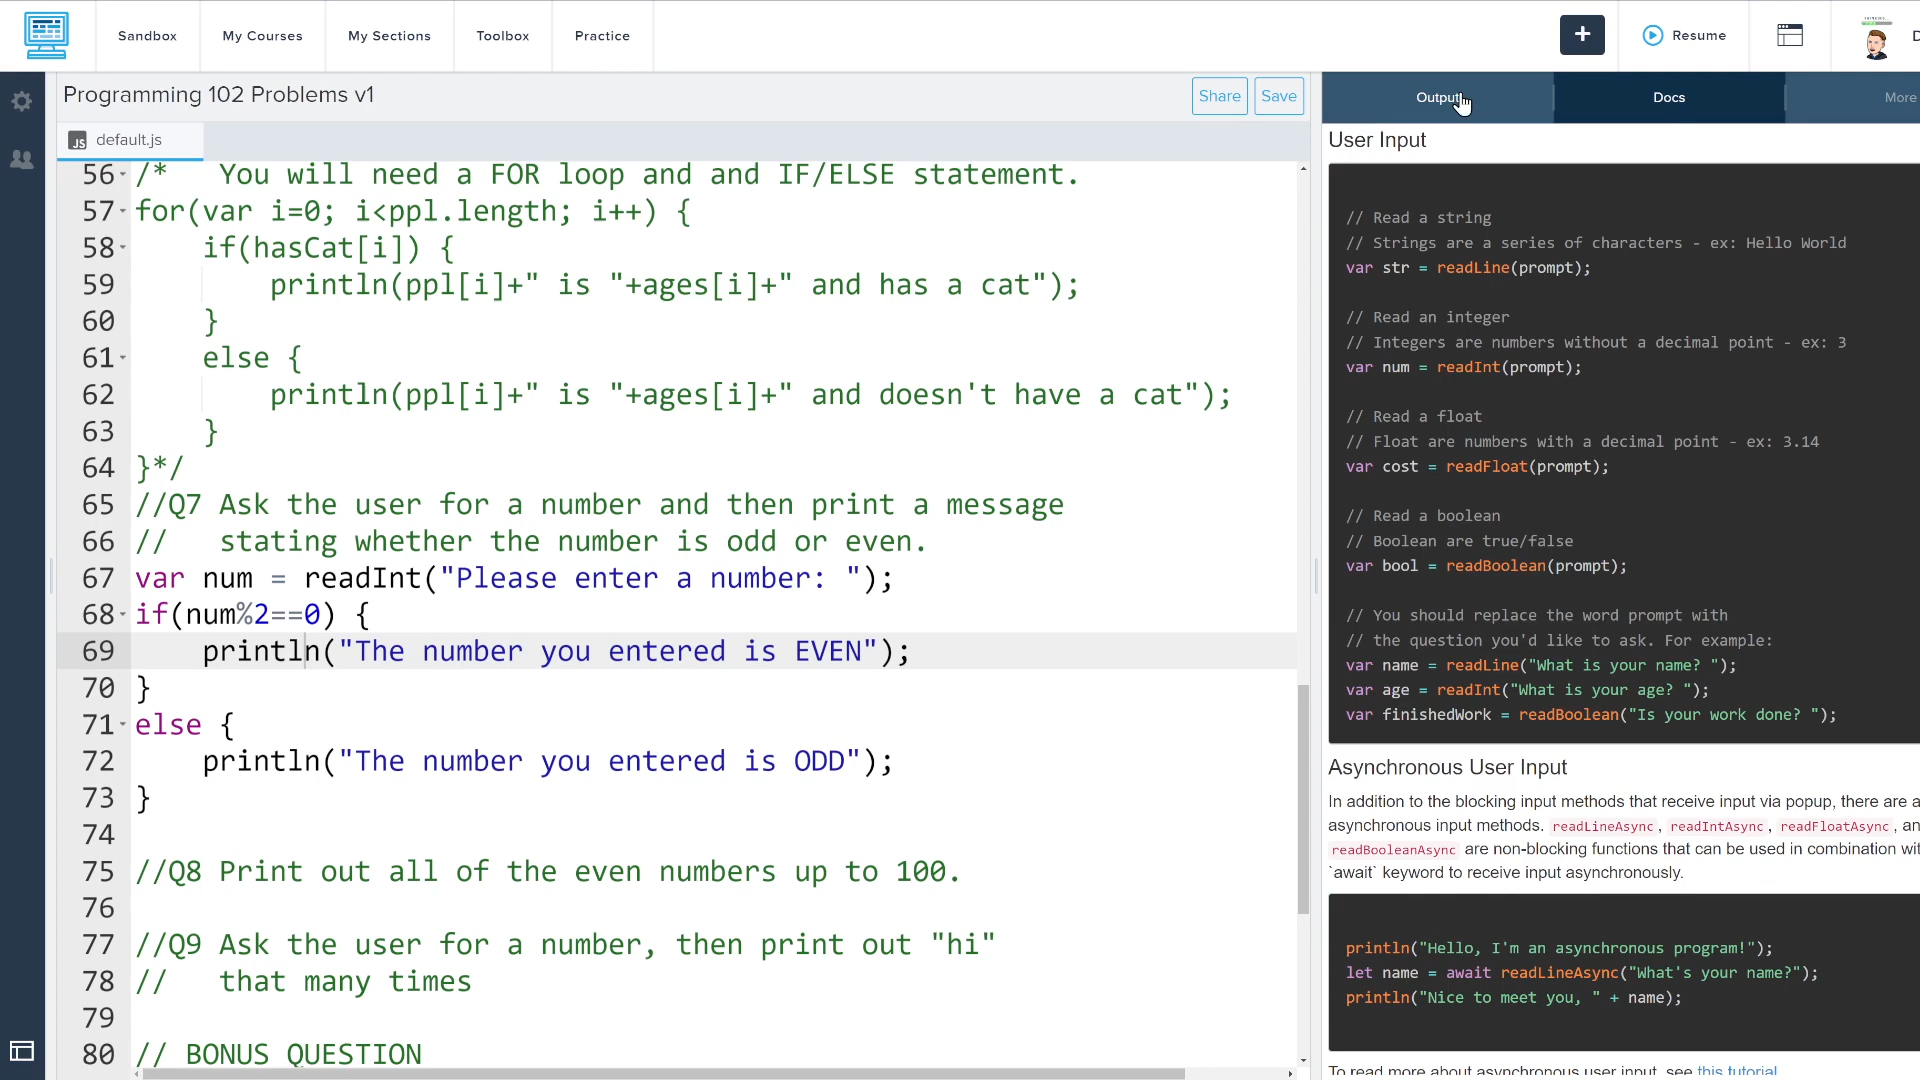 Sandbox
My Courses
My Sections
Toolbox
Practice
+
Resume
D
Programming 102 Problems v1
Share
Save
Output
Docs
More
JS default.js
56 /*   You will need a FOR loop and and IF/ELSE statement.
57 for(var i=0; i<ppl.length; i++) {
58     if(hasCat[i]) {
59         println(ppl[i]+" is "+ages[i]+" and has a cat");
60     }
61     else {
62         println(ppl[i]+" is "+ages[i]+" and doesn't have a cat");
63     }
64 }*/
65 //Q7 Ask the user for a number and then print a message
66 //   stating whether the number is odd or even.
67 var num = readInt("Please enter a number: ");
68 if(num%2==0) {
69     println("The number you entered is EVEN");
70 }
71 else {
72     println("The number you entered is ODD");
73 }
74
75 //Q8 Print out all of the even numbers up to 100.
76
77 //Q9 Ask the user for a number, then print out "hi"
78 //   that many times
79
80 // BONUS QUESTION
User Input
// Read a string
// Strings are a series of characters - ex: Hello World
var str = readLine(prompt);
// Read an integer
// Integers are numbers without a decimal point - ex: 3
var num = readInt(prompt);
// Read a float
// Float are numbers with a decimal point - ex: 3.14
var cost = readFloat(prompt);
// Read a boolean
// Boolean are true/false
var bool = readBoolean(prompt);
// You should replace the word prompt with
// the question you'd like to ask. For example:
var name = readLine("What is your name? ");
var age = readInt("What is your age? ");
var finishedWork = readBoolean("Is your work done? ");
Asynchronous User Input
In addition to the blocking input methods that receive input via popup, there are a
asynchronous input methods. readLineAsync, readIntAsync, readFloatAsync, an
readBooleanAsync are non-blocking functions that can be used in combination wit
`await` keyword to receive input asynchronously.
println("Hello, I'm an asynchronous program!");
let name = await readLineAsync("What's your name?");
println("Nice to meet you, " + name);
To read more about asynchronous user input, see this tutorial